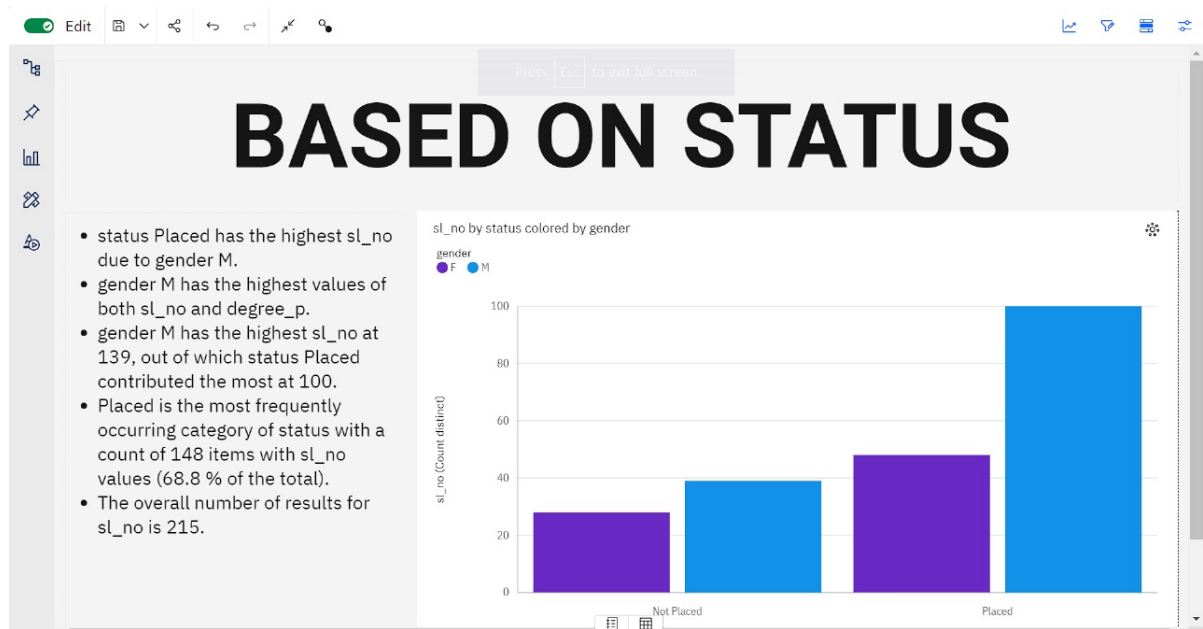 Edit
Press Esc to exit full screen
BASED ON STATUS
• status Placed has the highest sl_no
due to gender M.
• gender M has the highest values of
both sl_no and degree_p.
• gender M has the highest sl_no at
139, out of which status Placed
contributed the most at 100.
• Placed is the most frequently
occurring category of status with a
count of 148 items with sl_no
values (68.8 % of the total).
• The overall number of results for
sl_no is 215.
sl_no by status colored by gender
gender
F M
100
80
60
40
20
0
sl_no (Count distinct)
Not Placed Placed